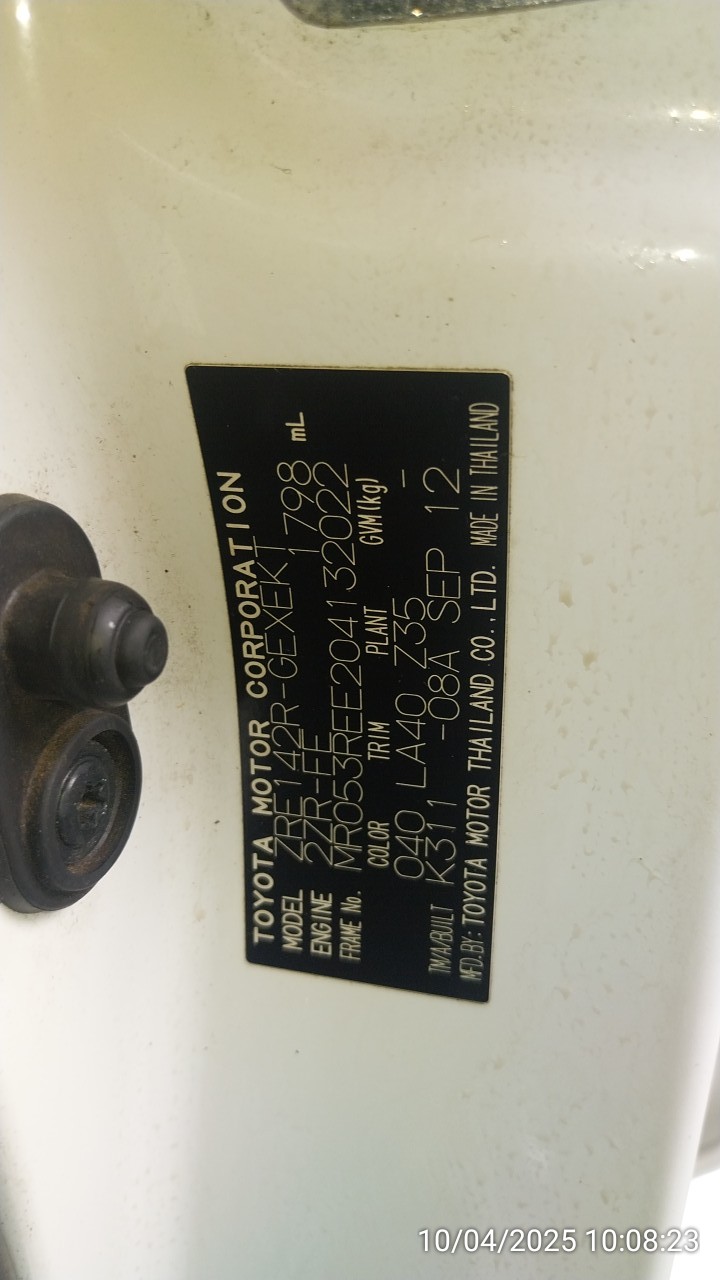 TOYOTA MOTOR CORPORATION
MODEL ZRE142R-GEXEKT
ENGINE 2ZR-FE 1798 mL
FRAME No. MR053REE204132022
COLOR TRIM PLANT GVM(kg)
040 LA40 Z35 -
TM/A/BUILT K311 -08A SEP 12
MFD.BY: TOYOTA MOTOR THAILAND CO.,LTD. MADE IN THAILAND
10/04/2025 10:08:23